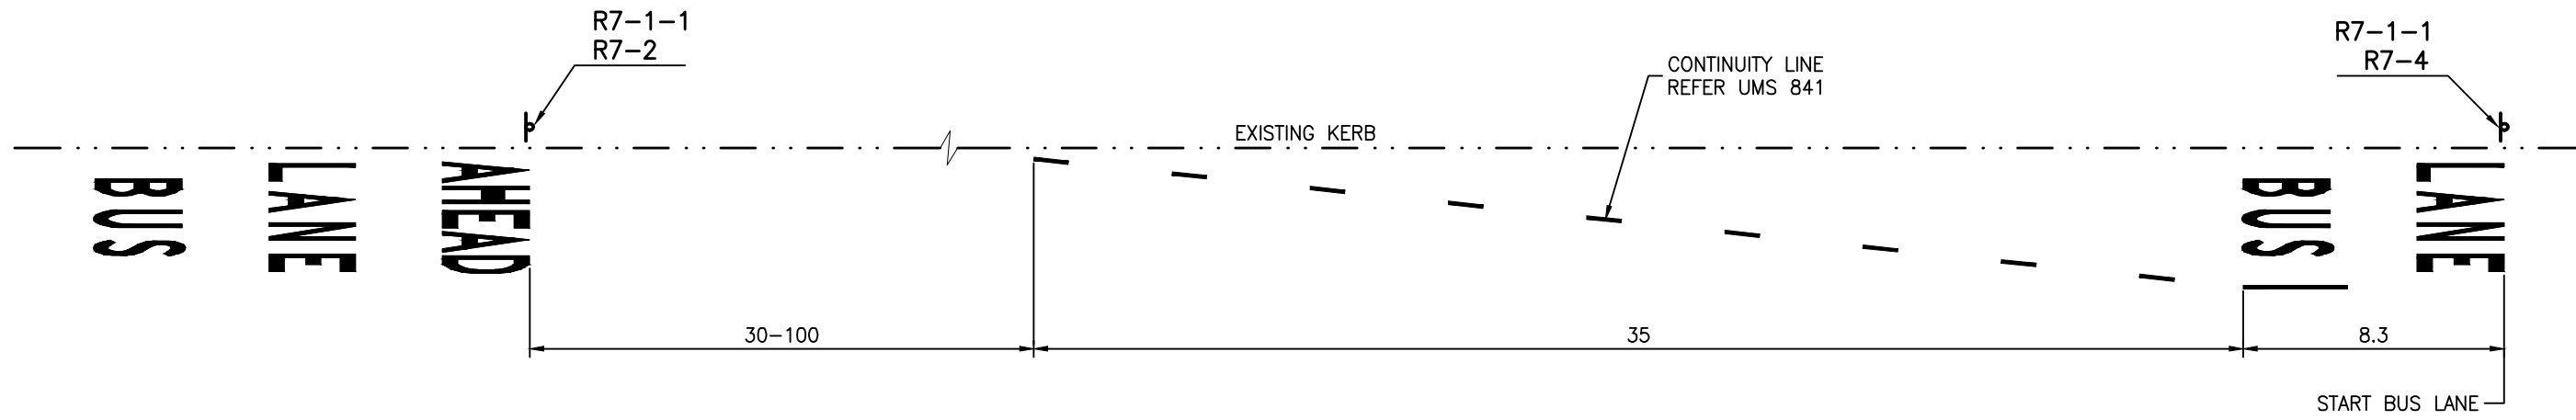 R7-1-1
R7-2
R7-1-1
R7-4
CONTINUITY LINE
REFER UMS 841
EXISTING KERB
BUS
LANE
AHEAD
BUS
LANE
30-100
35
8.3
START BUS LANE